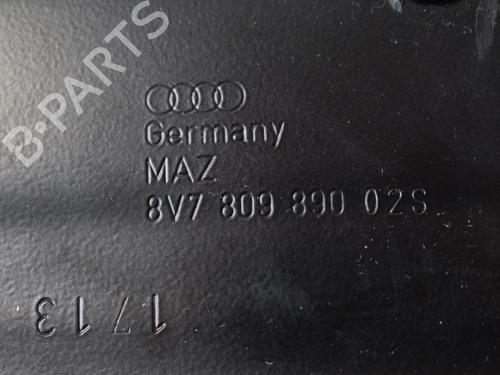 B-PARTS
Germany
MAZ
8V7 809 890 02S
1713